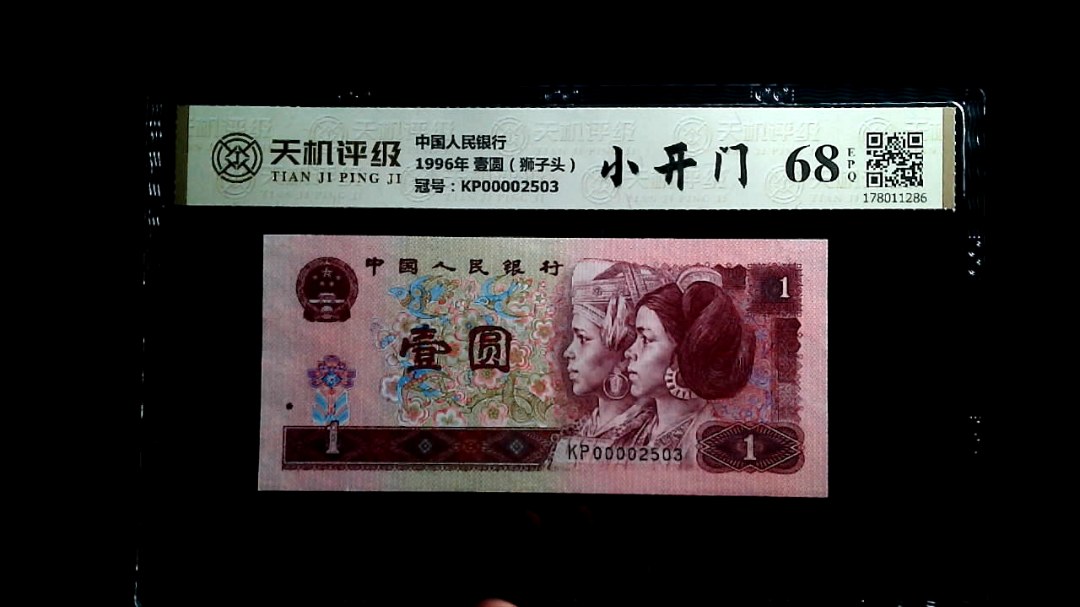 天机评级
TIAN JI PING JI
中国人民银行
1996年 壹圆（狮子头）
冠号：KP00002503
小开门
68
EPQ
178011286
中国人民银行
1
壹圆
1
KP00002503
1